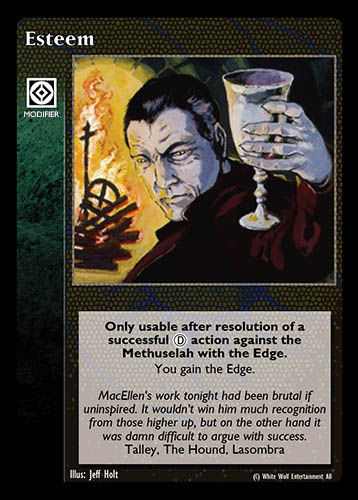 Esteem
MODIFIER
Only usable after resolution of a
successful Ⓓ action against the
Methuselah with the Edge.
You gain the Edge.
MacEllen's work tonight had been brutal if
uninspired. It wouldn't win him much recognition
from those higher up, but on the other hand it
was damn difficult to argue with success.
Talley, The Hound, Lasombra
Illus: Jeff Holt
(C) White Wolf Entertainment AB